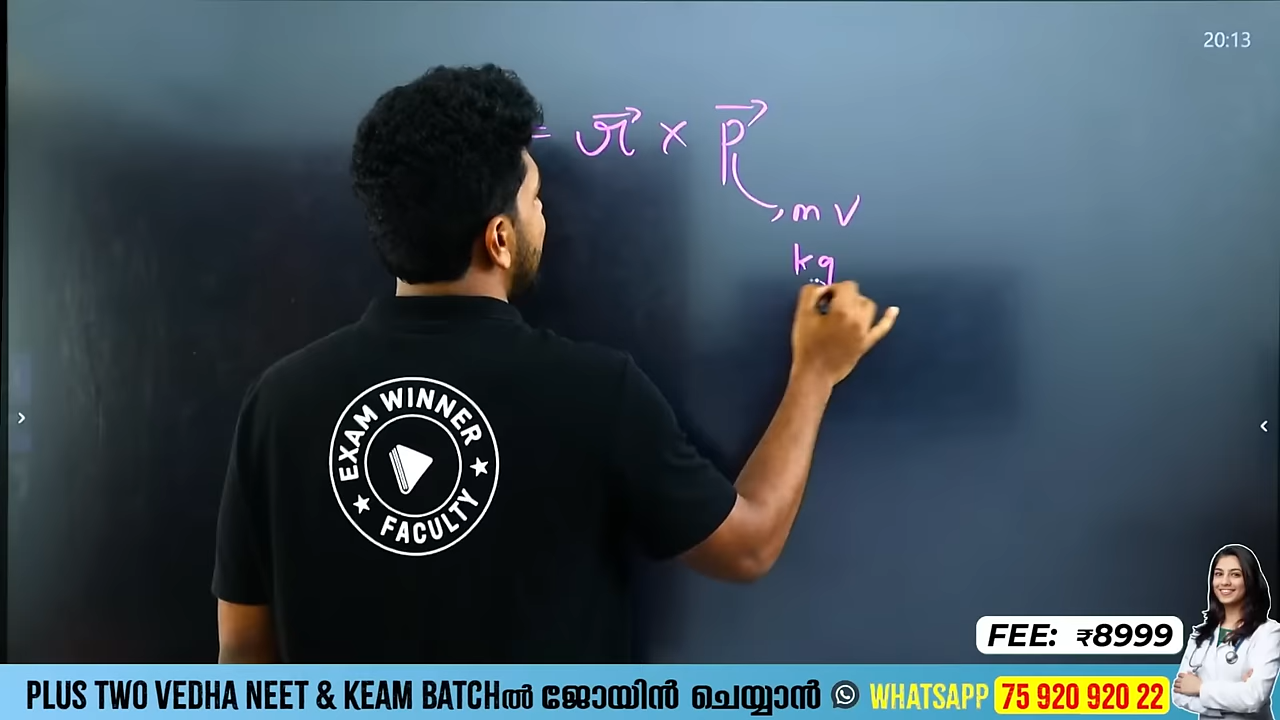 20:13
= r⃗ × p⃗
mv
kg
EXAM WINNER
FACULTY
FEE: ₹8999
PLUS TWO VEDHA NEET & KEAM BATCHൽ ജോയിൻ ചെയ്യാൻ WHATSAPP 75 920 920 22